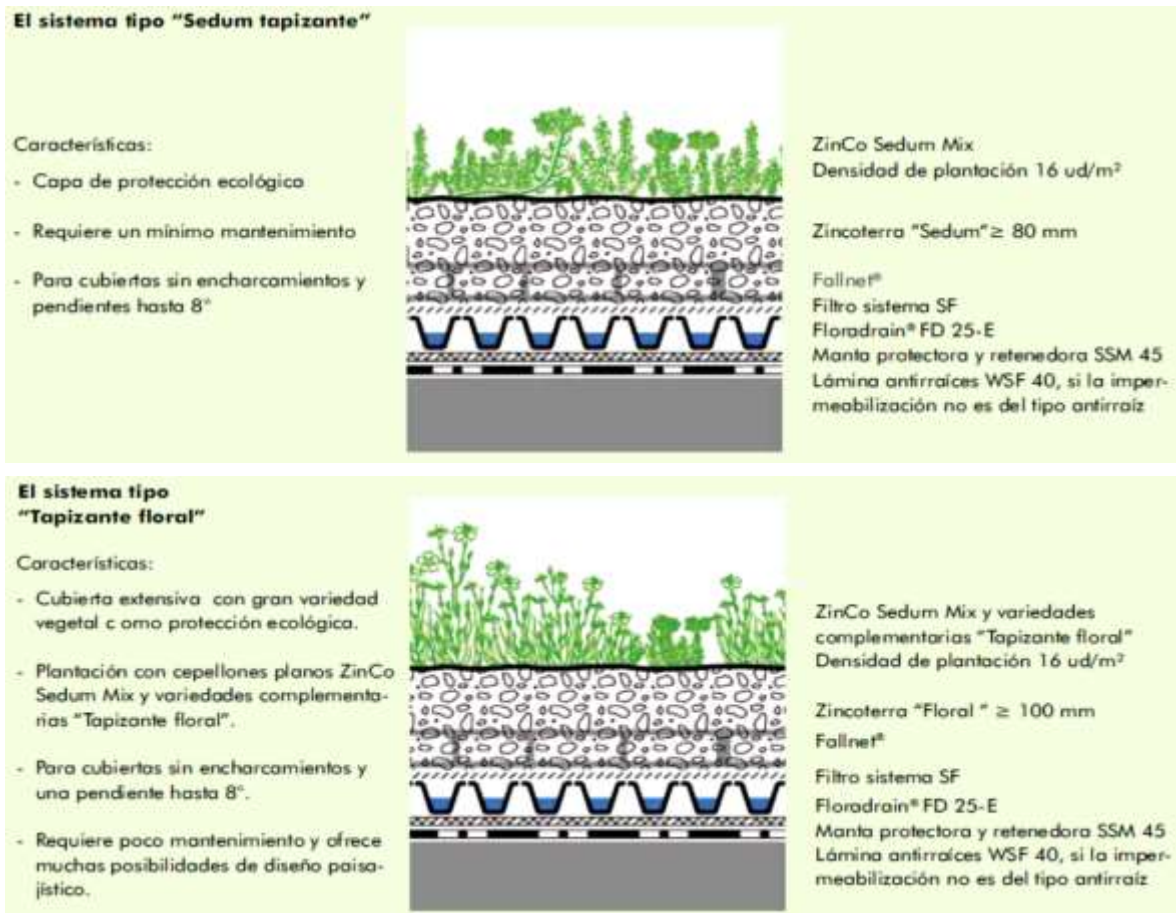 El sistema tipo “Sedum tapizante”
Características:
- Capa de protección ecológica
- Requiere un mínimo mantenimiento
- Para cubiertas sin encharcamientos y
pendientes hasta 8°
ZinCo Sedum Mix
Densidad de plantación 16 ud/m²
Zincoterra “Sedum”≥ 80 mm
Fallnet®
Filtro sistema SF
Floradrain® FD 25-E
Manta protectora y retenedora SSM 45
Lámina antirraíces WSF 40, si la imper-
meabilización no es del tipo antirraíz
El sistema tipo
“Tapizante floral”
Características:
- Cubierta extensiva con gran variedad
vegetal c omo protección ecológica.
- Plantación con cepellones planos ZinCo
Sedum Mix y variedades complementa-
rias “Tapizante floral”.
- Para cubiertas sin encharcamientos y
una pendiente hasta 8°.
- Requiere poco mantenimiento y ofrece
muchas posibilidades de diseño paisa-
jístico.
ZinCo Sedum Mix y variedades
complementarias “Tapizante floral”
Densidad de plantación 16 ud/m²
Zincoterra “Floral ” ≥ 100 mm
Fallnet®
Filtro sistema SF
Floradrain® FD 25-E
Manta protectora y retenedora SSM 45
Lámina antirraíces WSF 40, si la imper-
meabilización no es del tipo antirraíz